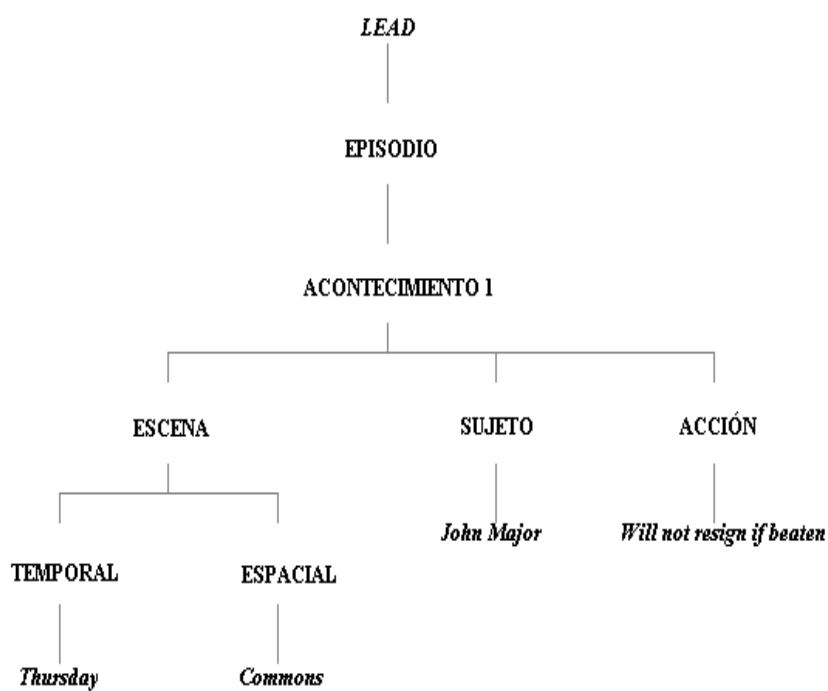 LEAD
EPISODIO
ACONTECIMIENTO 1
ESCENA
SUJETO
ACCIÓN
John Major
Will not resign if beaten
TEMPORAL
ESPACIAL
Thursday
Commons